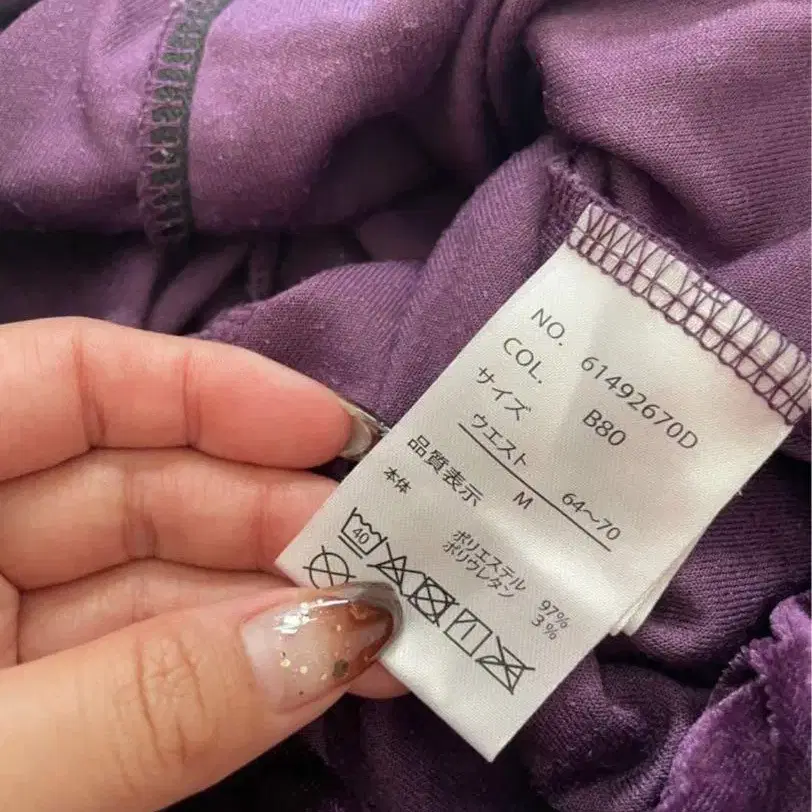 NO. 61492670D
COL. B80
サイズ
ウエスト 64〜70
品質表示 M
本体
ポリエステル 97%
ポリウレタン 3%
40